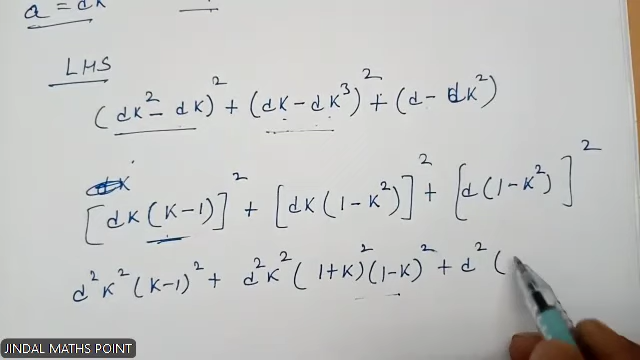 a = dk
LHS
(dk² - dk)² + (dk - dk³)² + (d - dk²)
[dk(k-1)]² + [dk(1-k²)]² + [d(1-k²)]²
d²k²(k-1)² + d²k²(1+k)²(1-k)² + d²(
JINDAL MATHS POINT